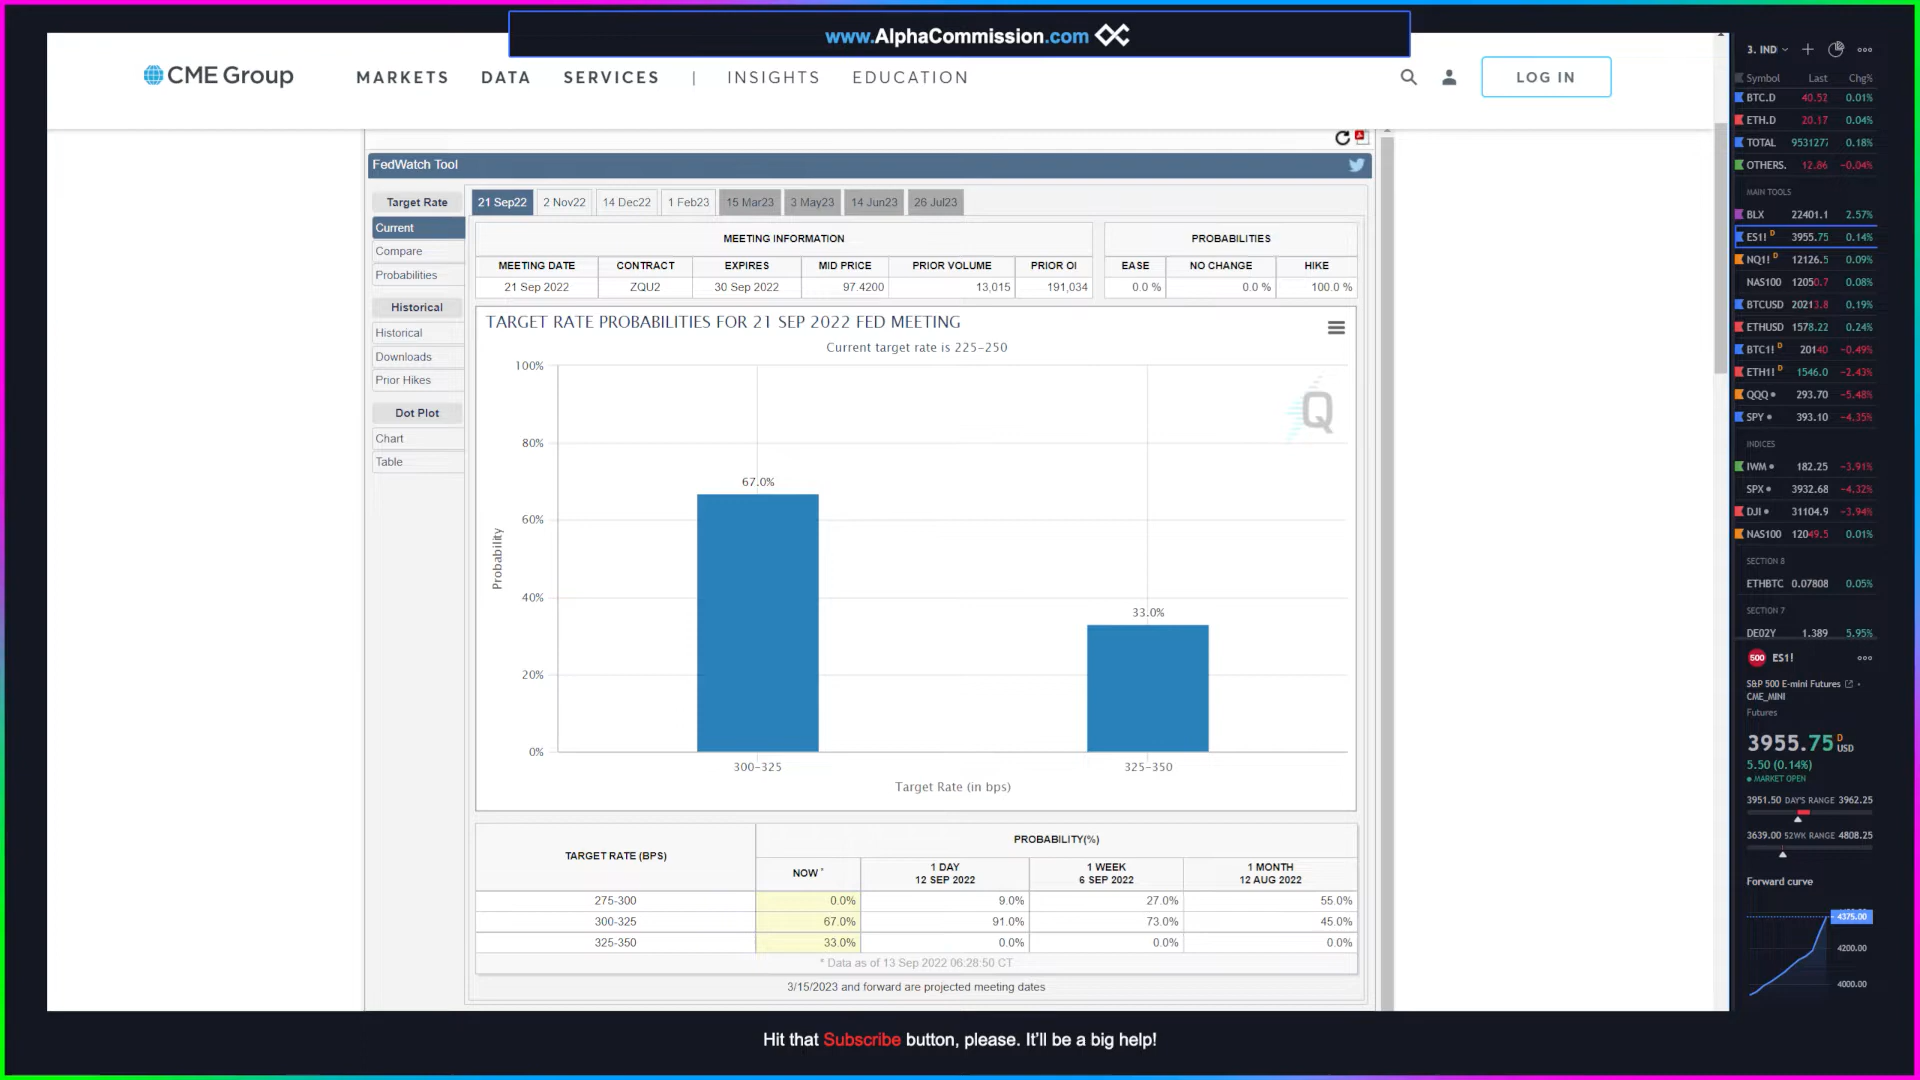 www.AlphaCommission.com
CME Group
MARKETS DATA SERVICES | INSIGHTS EDUCATION
LOG IN
FedWatch Tool
Target Rate
Current
Compare
Probabilities
Historical
Historical
Downloads
Prior Hikes
Dot Plot
Chart
Table
21 Sep22 2 Nov22 14 Dec22 1 Feb23 15 Mar23 3 May23 14 Jun23 26 Jul23
MEETING INFORMATION
MEETING DATE CONTRACT EXPIRES MID PRICE PRIOR VOLUME PRIOR OI
21 Sep 2022 ZQU2 30 Sep 2022 97.4200 13,015 191,034
PROBABILITIES
EASE NO CHANGE HIKE
0.0 % 0.0 % 100.0 %
TARGET RATE PROBABILITIES FOR 21 SEP 2022 FED MEETING
Current target rate is 225-250
Q
100%
80%
60%
40%
20%
0%
Probability
67.0%
33.0%
300-325 325-350
Target Rate (in bps)
TARGET RATE (BPS) PROBABILITY(%)
NOW * 1 DAY 12 SEP 2022 1 WEEK 6 SEP 2022 1 MONTH 12 AUG 2022
275-300 0.0% 9.0% 27.0% 55.0%
300-325 67.0% 91.0% 73.0% 45.0%
325-350 33.0% 0.0% 0.0% 0.0%
* Data as of 13 Sep 2022 06:28:50 CT
3/15/2023 and forward are projected meeting dates
3. IND
Symbol Last Chg%
BTC.D 40.52 0.01%
ETH.D 20.17 0.04%
TOTAL 953127 0.18%
OTHERS. 12.86 -0.04%
MAIN TOOLS
BLX 22401.1 2.57%
ES1! D 3955.75 0.14%
NQ1! D 12126.5 0.09%
NAS100 12050.7 0.08%
BTCUSD 20213.8 0.19%
ETHUSD 1578.22 0.24%
BTC1! D 20140 -0.49%
ETH1! D 1546.0 -2.43%
QQQ 293.70 -5.48%
SPY 393.10 -4.35%
INDICES
IWM 182.25 -3.91%
SPX 3932.68 -4.32%
DJI 31104.9 -3.94%
NAS100 12049.5 0.01%
SECTION 8
ETHBTC 0.07808 0.05%
SECTION 7
DE02Y 1.389 5.95%
500 ES1!
S&P 500 E-mini Futures
CME_MINI
Futures
3955.75 D USD
5.50 (0.14%)
MARKET OPEN
3951.50 DAY'S RANGE 3962.25
3639.00 52WK RANGE 4808.25
Forward curve
4375.00
4200.00
4000.00
Hit that Subscribe button, please. It'll be a big help!